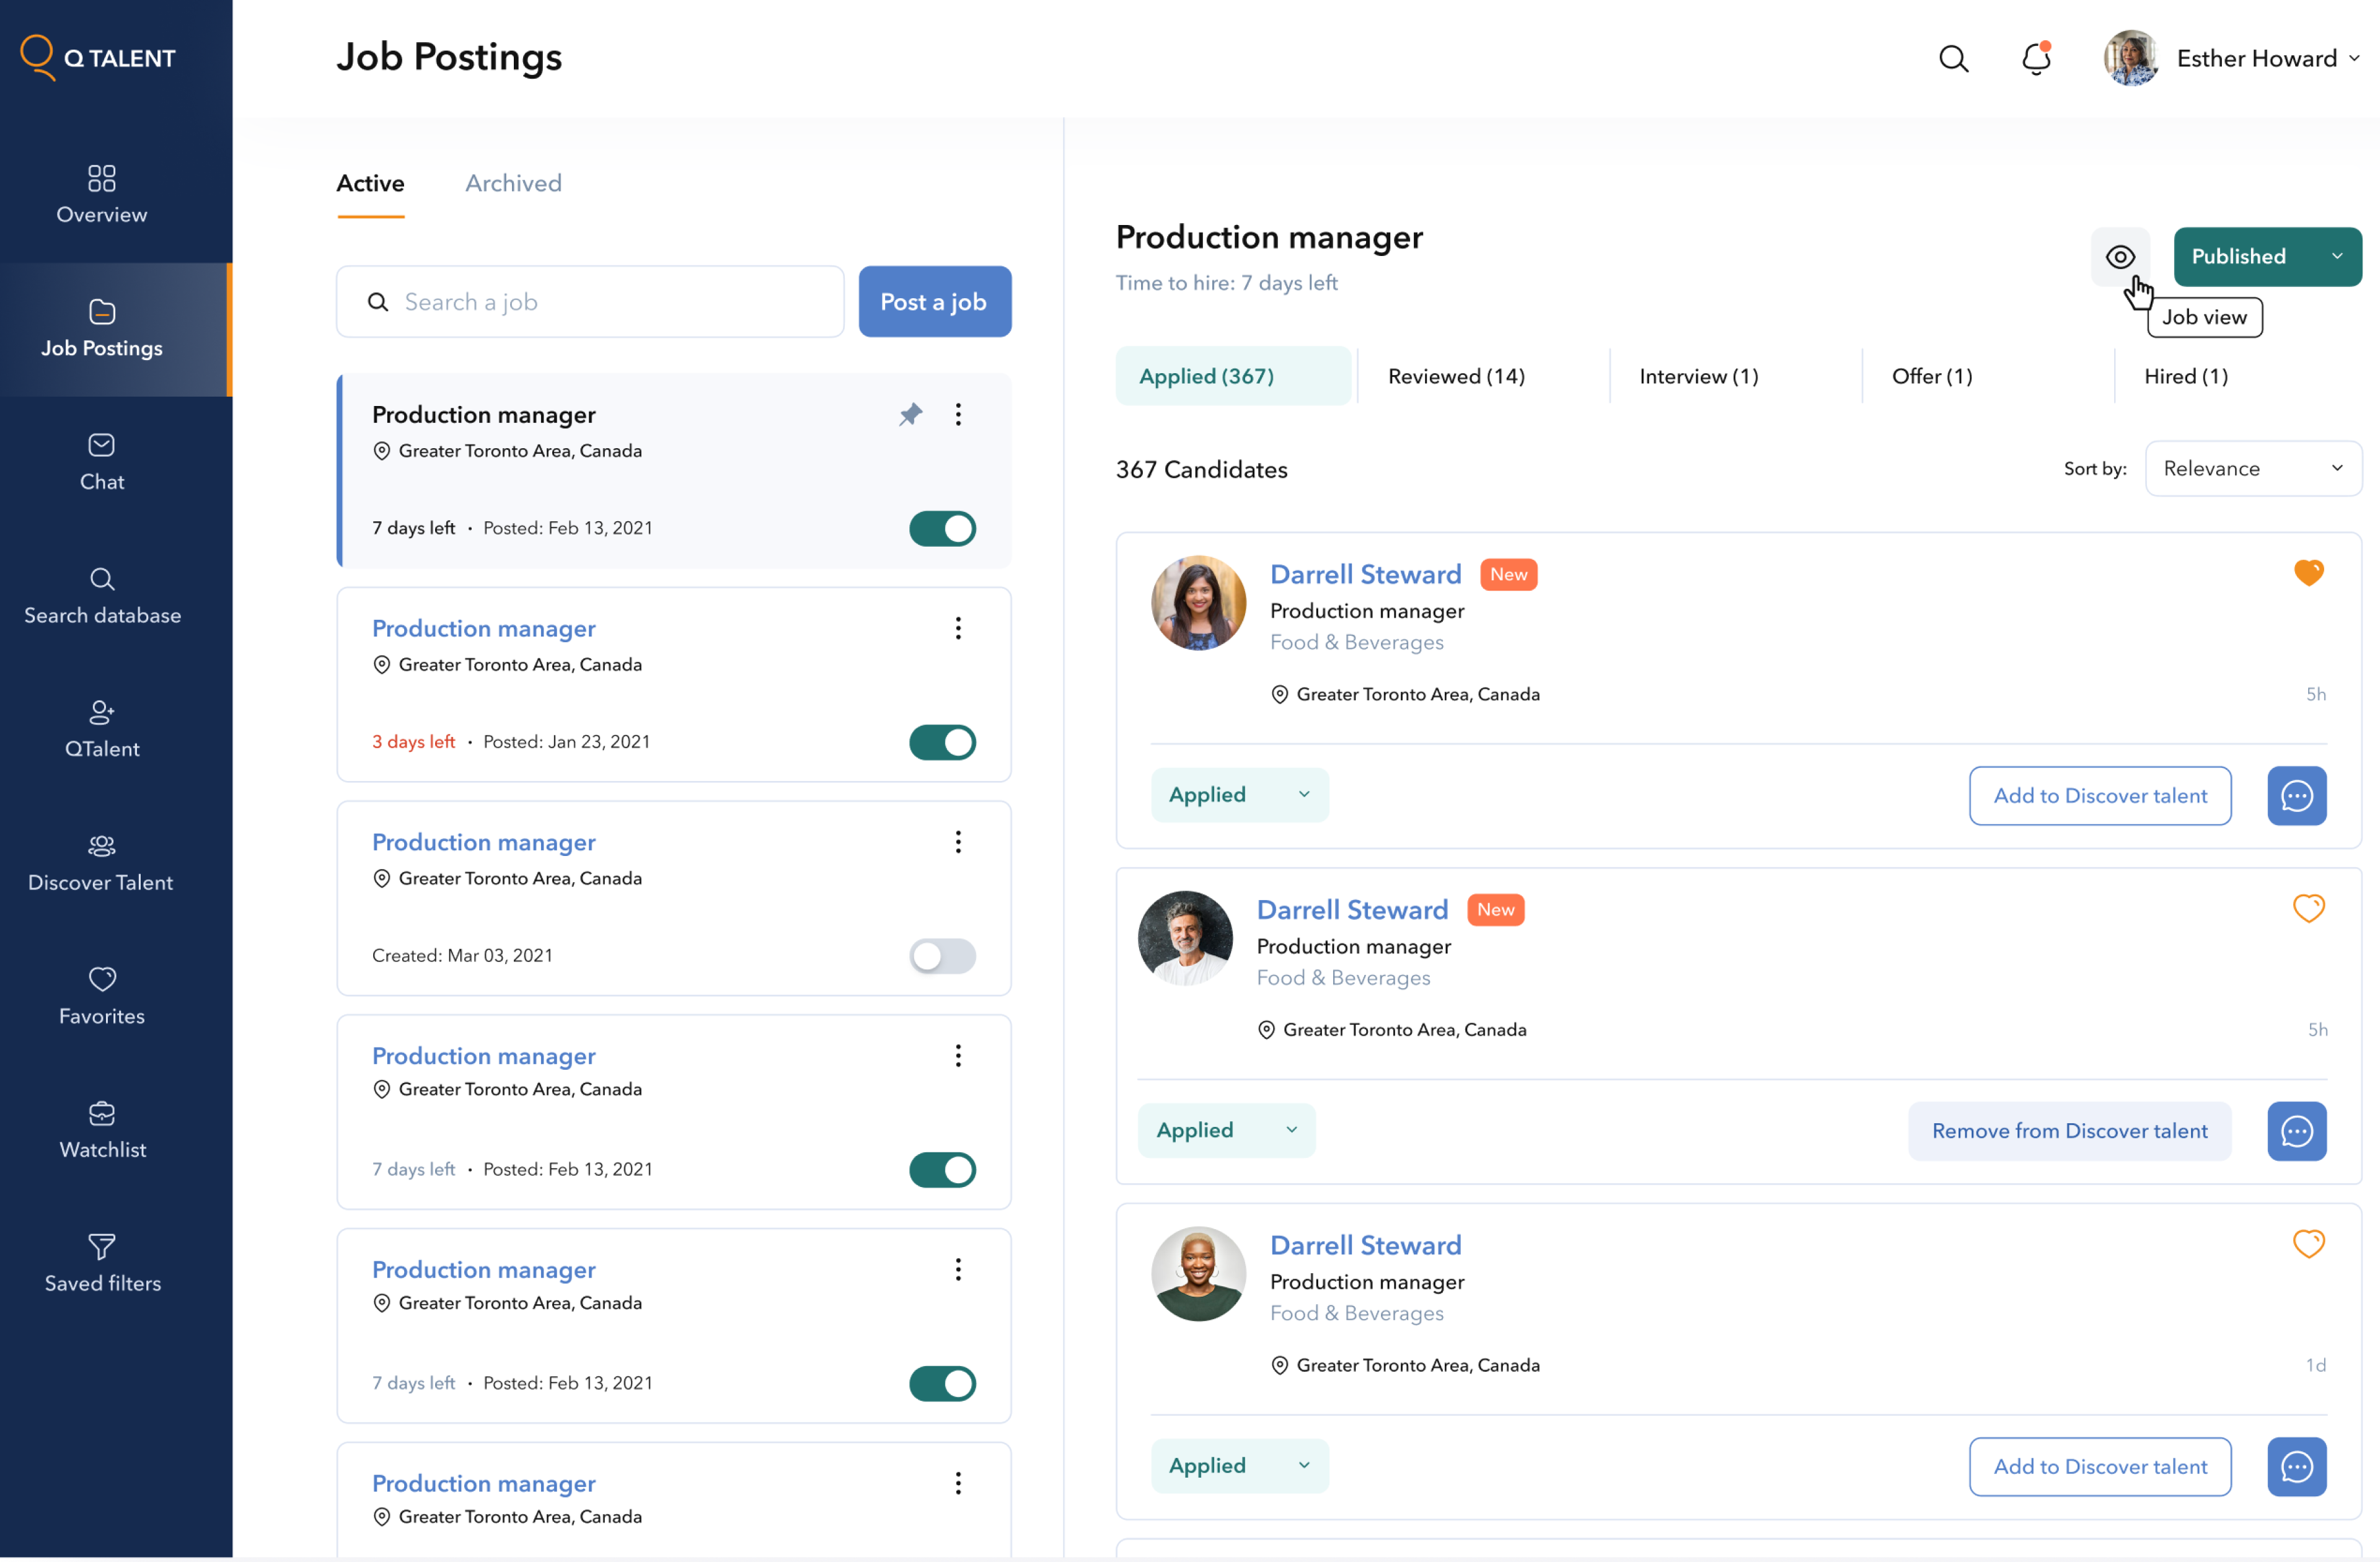 Q TALENT
Overview
Job Postings
Chat
Search database
QTalent
Discover Talent
Favorites
Watchlist
Saved filters
Job Postings
Esther Howard
Active
Archived
Search a job
Post a job
Production manager
Greater Toronto Area, Canada
7 days left • Posted: Feb 13, 2021
Production manager
Greater Toronto Area, Canada
3 days left • Posted: Jan 23, 2021
Production manager
Greater Toronto Area, Canada
Created: Mar 03, 2021
Production manager
Greater Toronto Area, Canada
7 days left • Posted: Feb 13, 2021
Production manager
Greater Toronto Area, Canada
7 days left • Posted: Feb 13, 2021
Production manager
Greater Toronto Area, Canada
Production manager
Time to hire: 7 days left
Published
Job view
Applied (367)
Reviewed (14)
Interview (1)
Offer (1)
Hired (1)
367 Candidates
Sort by:
Relevance
Darrell Steward
New
Production manager
Food & Beverages
Greater Toronto Area, Canada
5h
Applied
Add to Discover talent
Darrell Steward
New
Production manager
Food & Beverages
Greater Toronto Area, Canada
5h
Applied
Remove from Discover talent
Darrell Steward
Production manager
Food & Beverages
Greater Toronto Area, Canada
1d
Applied
Add to Discover talent